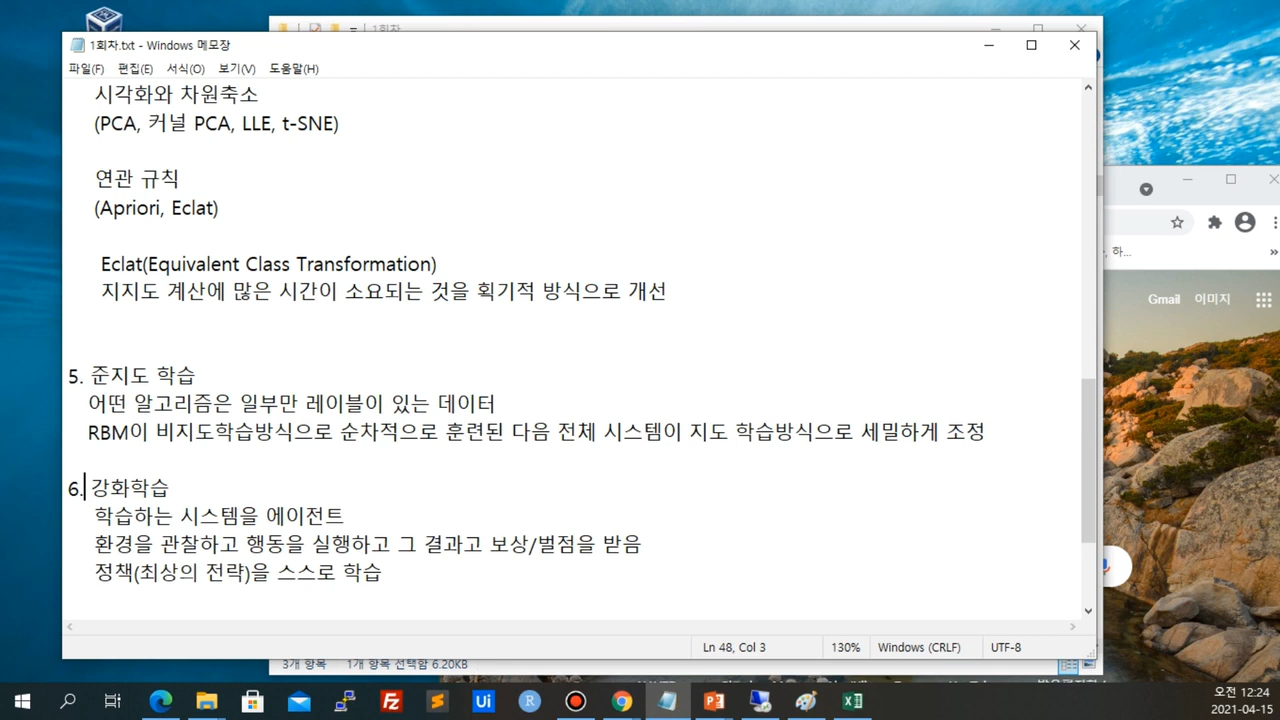 1회차
1회차.txt - Windows 메모장
파일(F) 편집(E) 서식(O) 보기(V) 도움말(H)
시각화와 차원축소
(PCA, 커널 PCA, LLE, t-SNE)
연관 규칙
(Apriori, Eclat)
Eclat(Equivalent Class Transformation)
지지도 계산에 많은 시간이 소요되는 것을 획기적 방식으로 개선
5. 준지도 학습
어떤 알고리즘은 일부만 레이블이 있는 데이터
RBM이 비지도학습방식으로 순차적으로 훈련된 다음 전체 시스템이 지도 학습방식으로 세밀하게 조정
6. 강화학습
학습하는 시스템을 에이전트
환경을 관찰하고 행동을 실행하고 그 결과고 보상/벌점을 받음
정책(최상의 전략)을 스스로 학습
Ln 48, Col 3 130% Windows (CRLF) UTF-8
3개 항목 1개 항목 선택함 6.20KB
하...
Gmail 이미지
Ui R
오전 12:24
2021-04-15